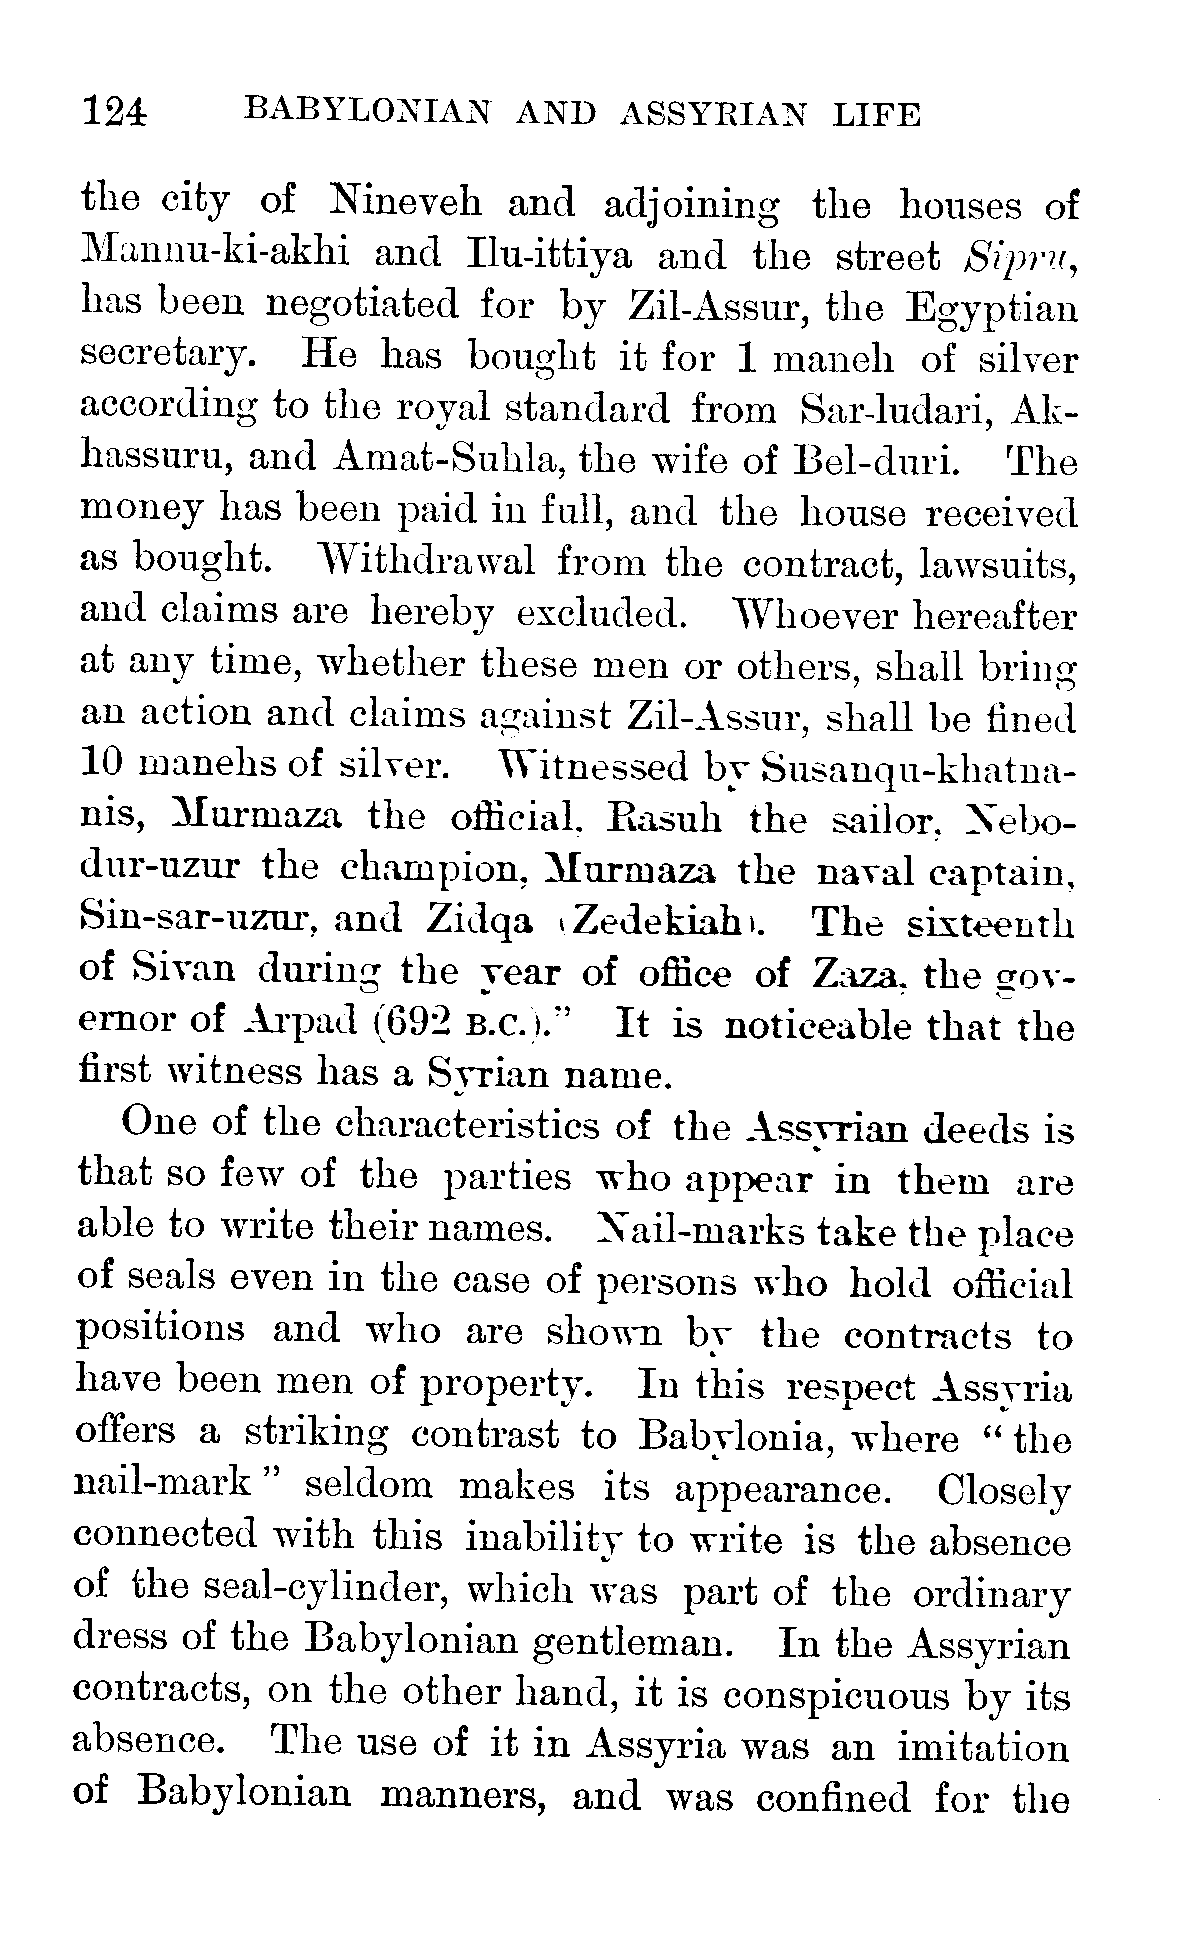 124 BABYLONIAN AND ASSYRIAN LIFE
the city of Nineveh and adjoining the houses of
Mannu-ki-akhi and Ilu-ittiya and the street Sipru,
has been negotiated for by Zil-Assur, the Egyptian
secretary. He has bought it for 1 maneh of silver
according to the royal standard from Sar-ludari, Ak-
hassuru, and Amat-Suhla, the wife of Bel-duri. The
money has been paid in full, and the house received
as bought. Withdrawal from the contract, lawsuits,
and claims are hereby excluded. Whoever hereafter
at any time, whether these men or others, shall bring
an action and claims against Zil-Assur, shall be fined
10 manehs of silver. Witnessed by Susanqu-khatna-
nis, Murmaza the official, Rasuh the sailor, Nebo-
dur-uzur the champion, Murmaza the naval captain,
Sin-sar-uzur, and Zidqa (Zedekiah). The sixteenth
of Sivan during the year of office of Zaza, the gov-
ernor of Arpad (692 B.C.)." It is noticeable that the
first witness has a Syrian name.
One of the characteristics of the Assyrian deeds is
that so few of the parties who appear in them are
able to write their names. Nail-marks take the place
of seals even in the case of persons who hold official
positions and who are shown by the contracts to
have been men of property. In this respect Assyria
offers a striking contrast to Babylonia, where "the
nail-mark" seldom makes its appearance. Closely
connected with this inability to write is the absence
of the seal-cylinder, which was part of the ordinary
dress of the Babylonian gentleman. In the Assyrian
contracts, on the other hand, it is conspicuous by its
absence. The use of it in Assyria was an imitation
of Babylonian manners, and was confined for the